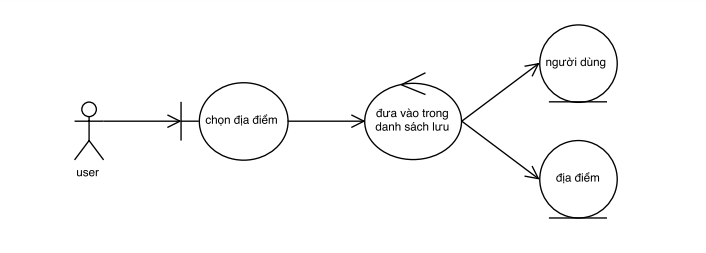 user
chọn địa điểm
đưa vào trong
danh sách lưu
người dùng
địa điểm